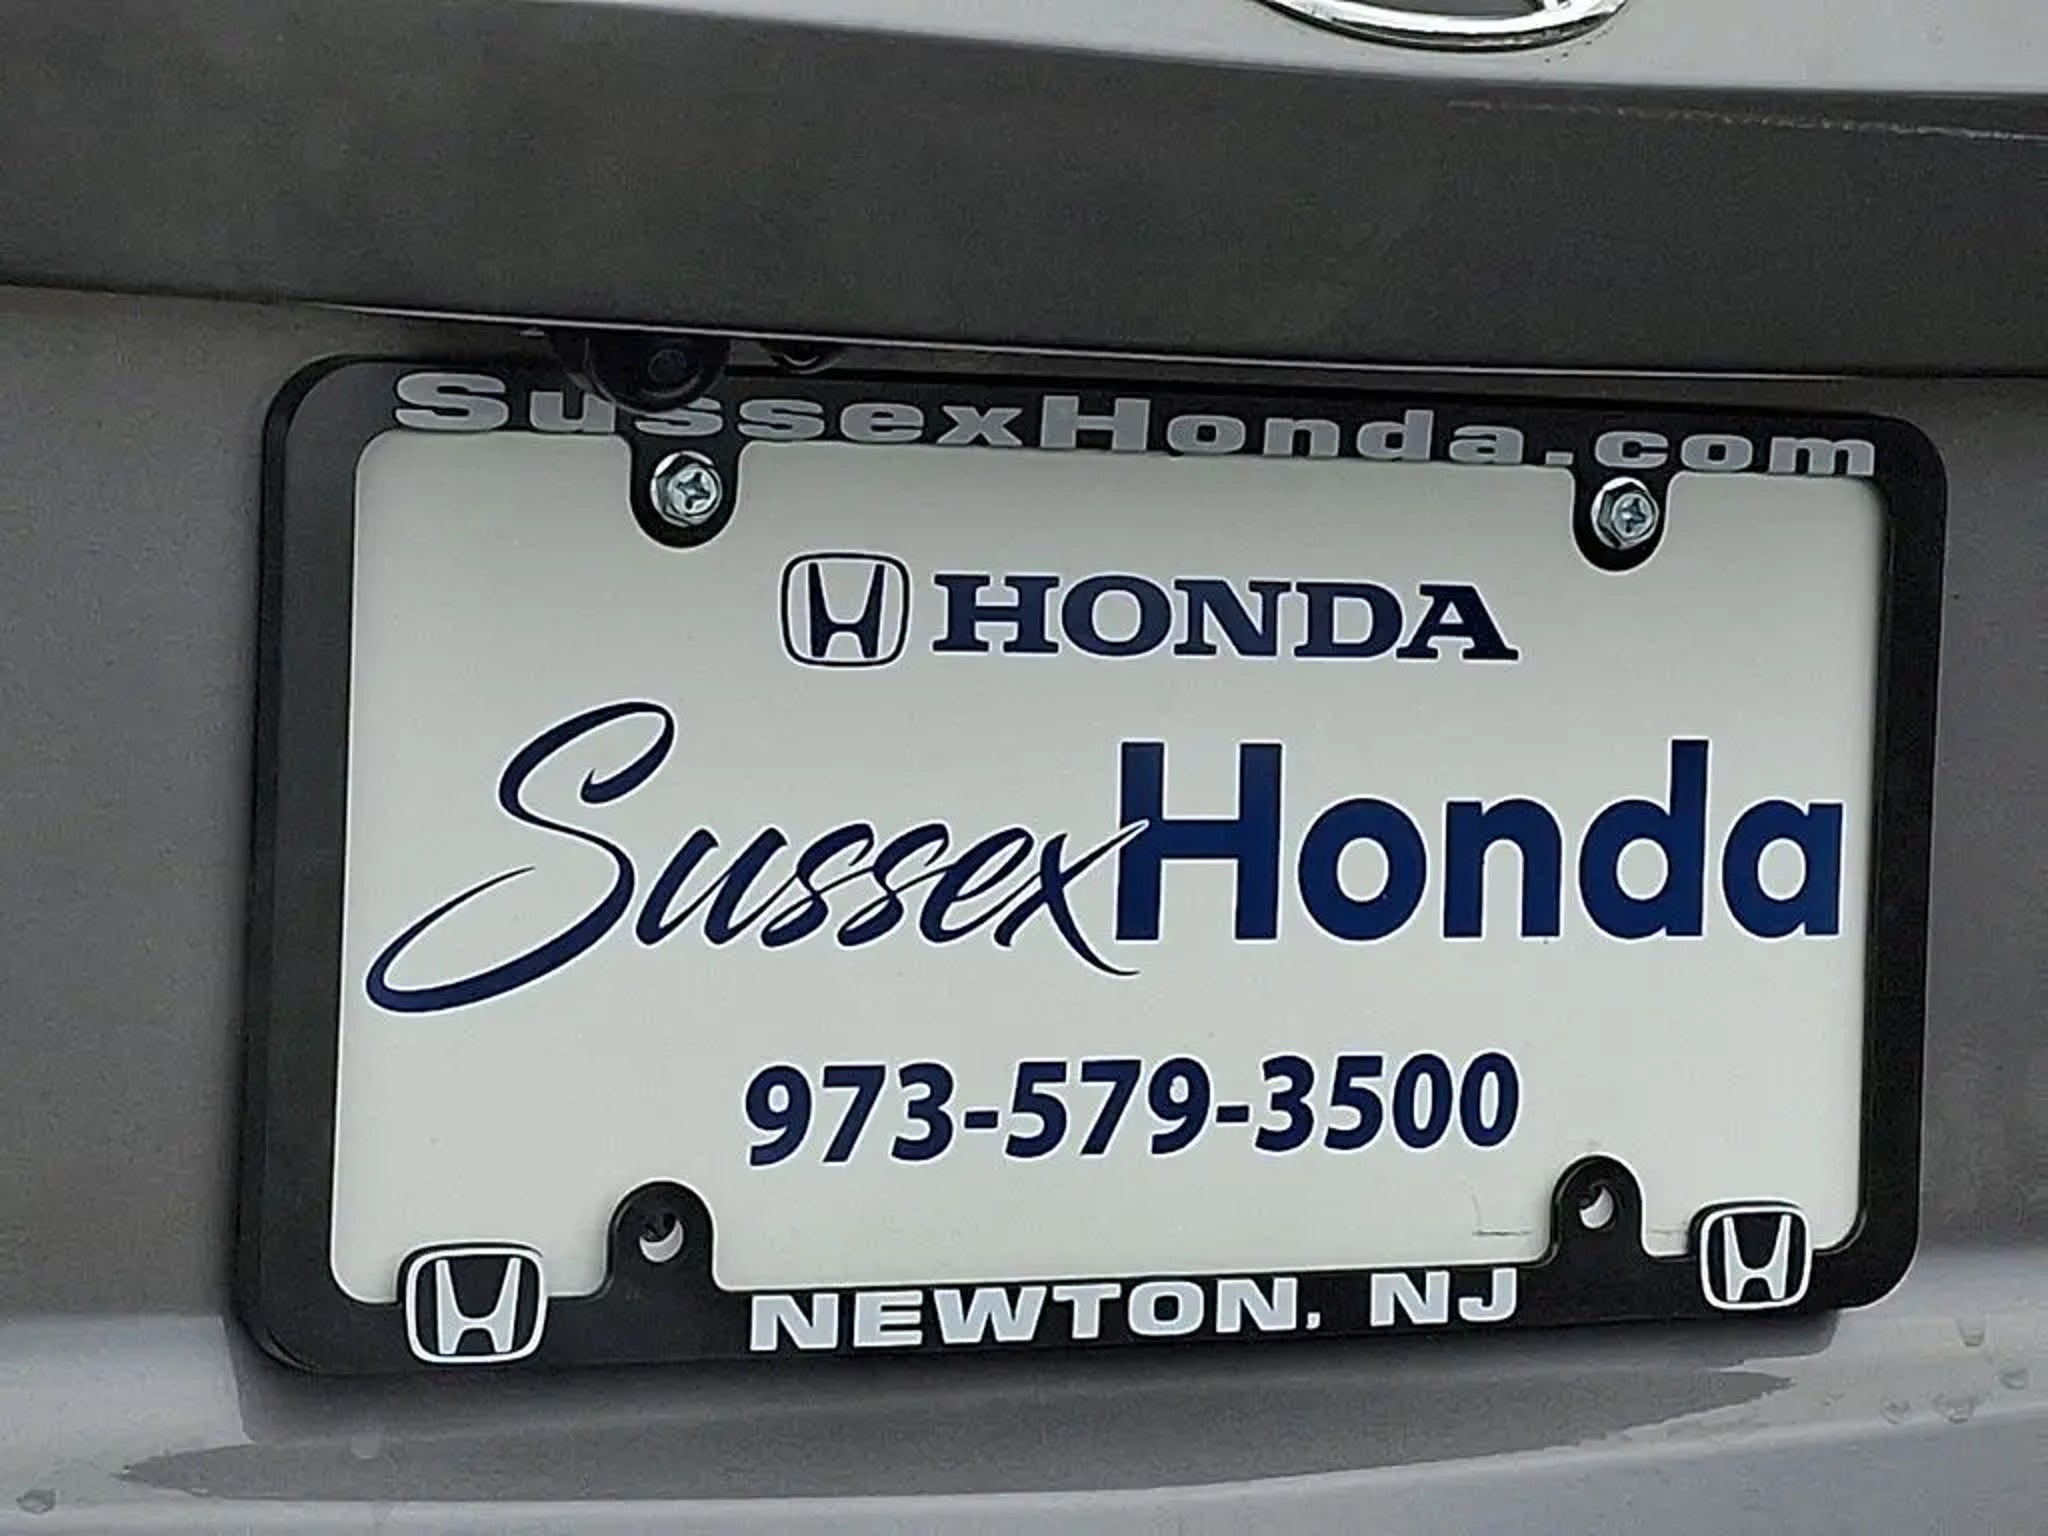 SussexHonda.com
HONDA
SussexHonda
973-579-3500
NEWTON, NJ